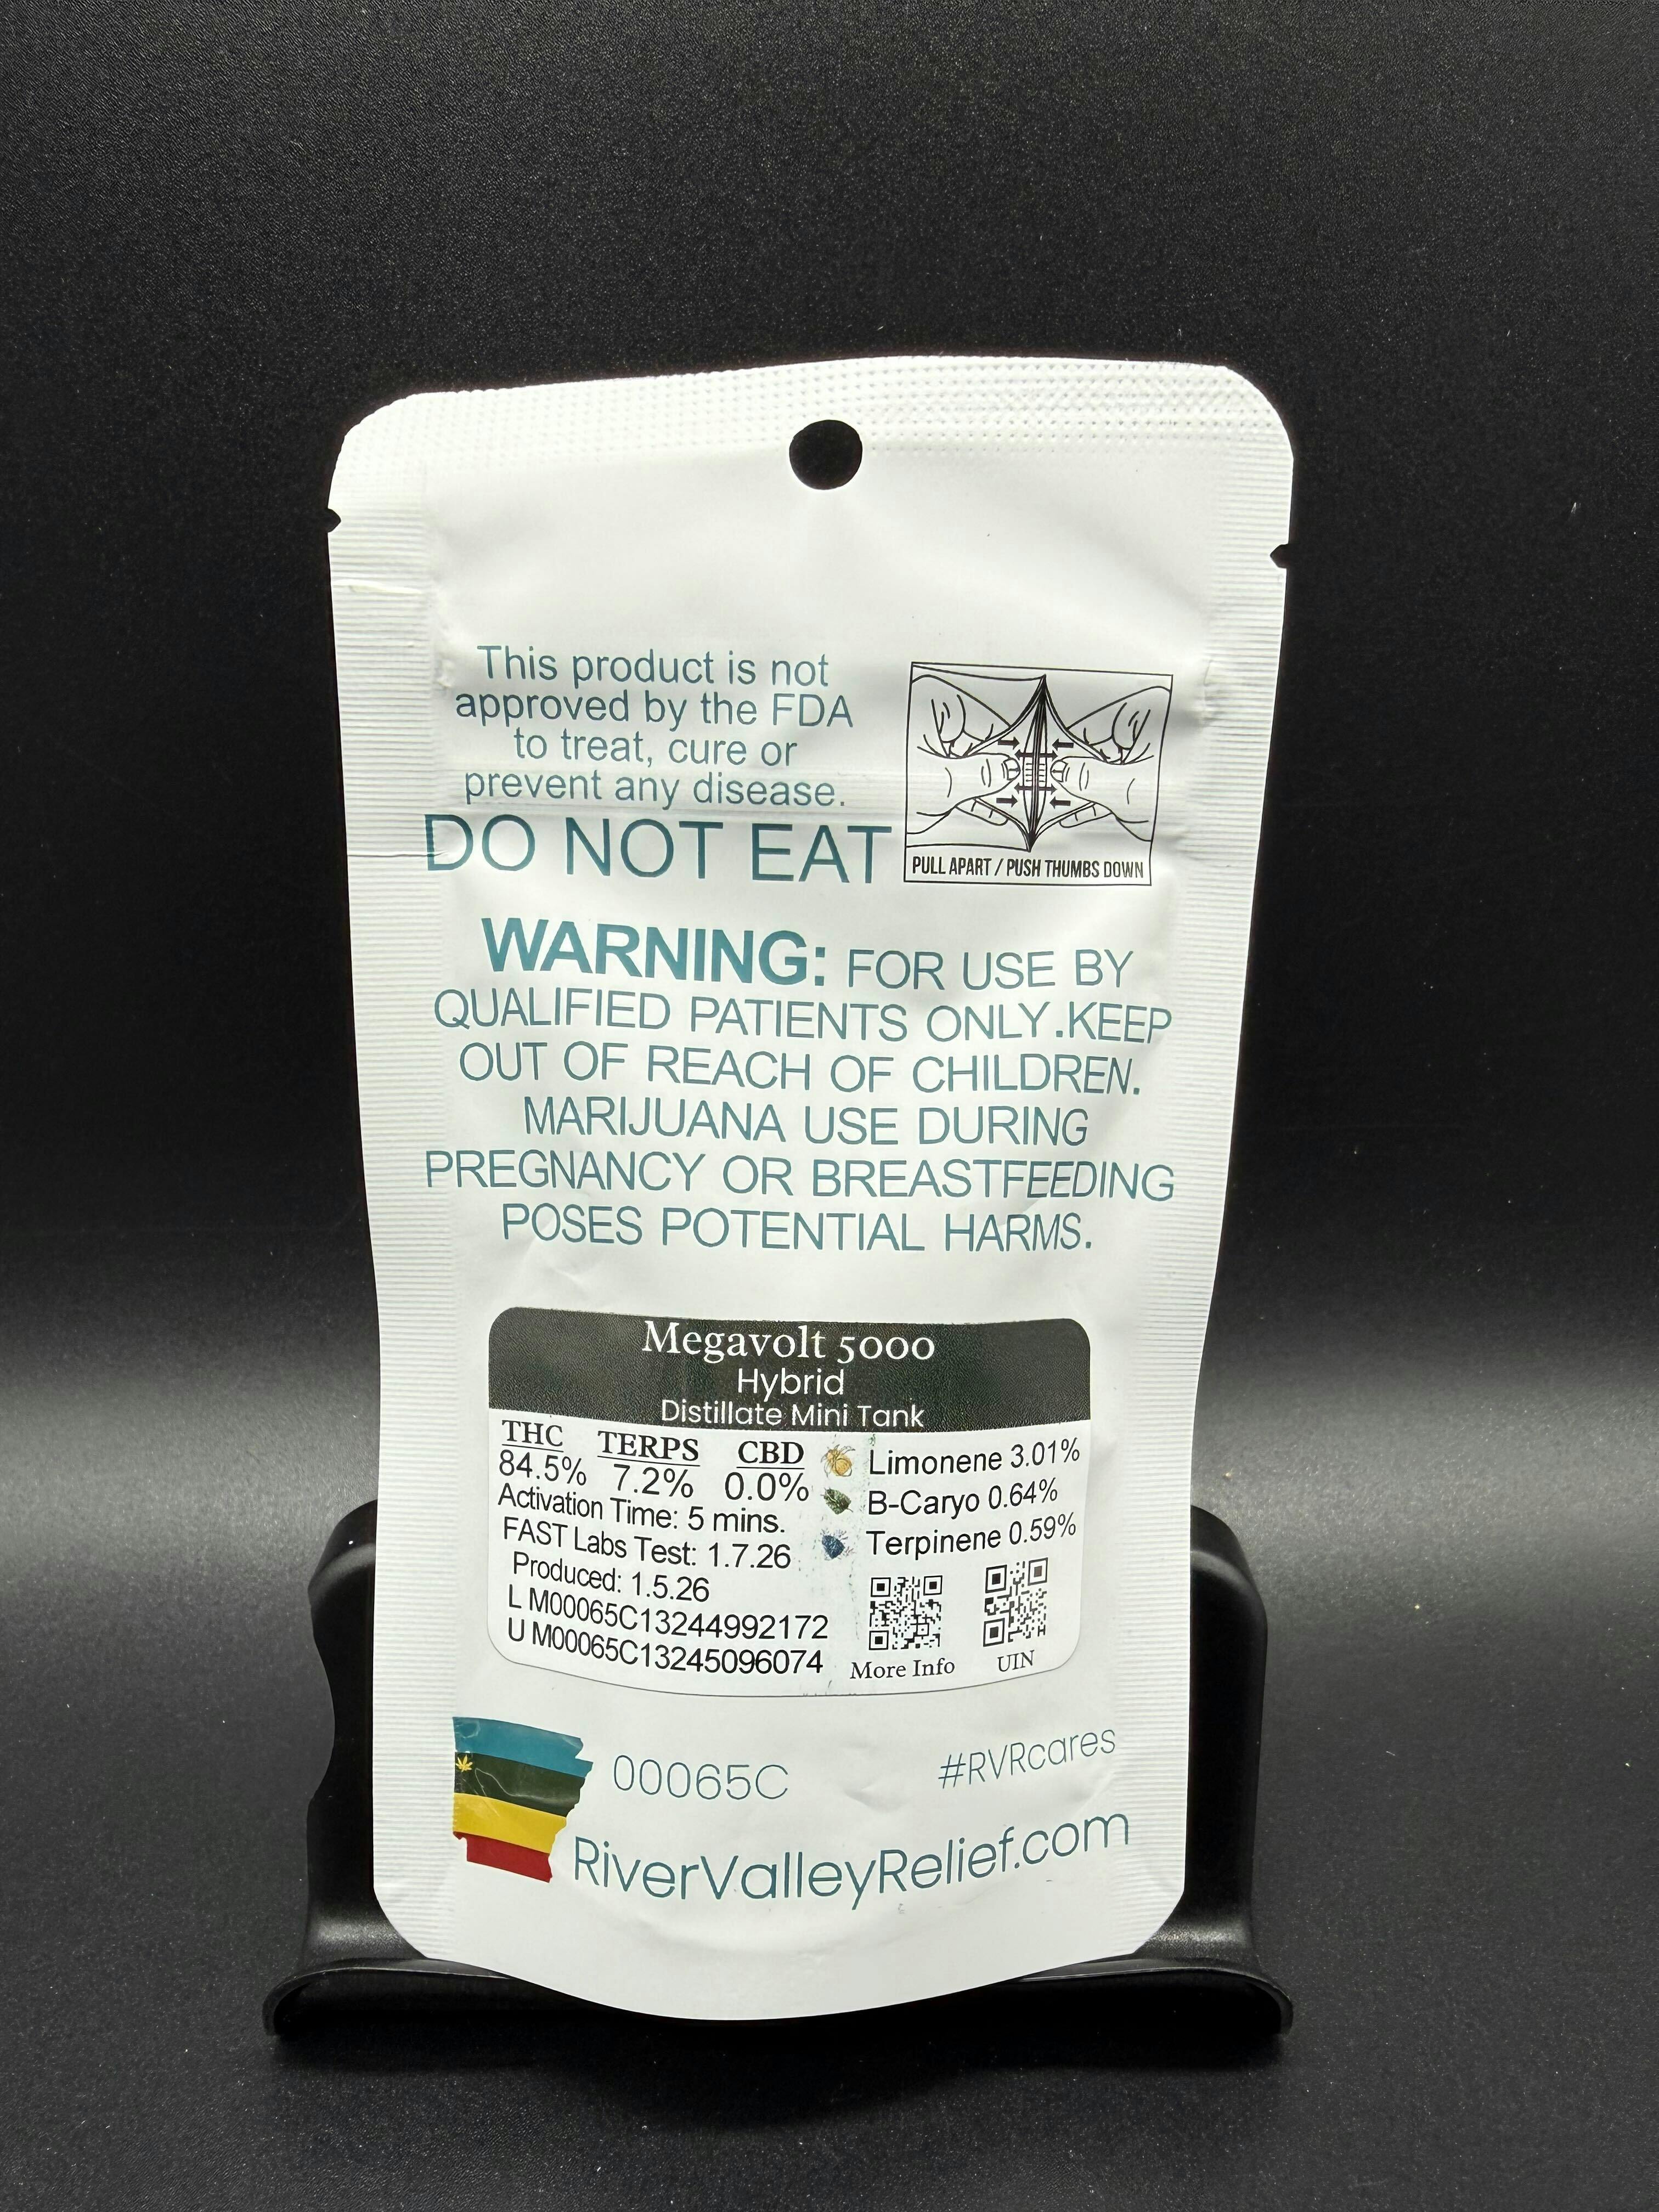 This product is not
approved by the FDA
to treat, cure or
prevent any disease.
DO NOT EAT
PULL APART / PUSH THUMBS DOWN
WARNING: FOR USE BY
QUALIFIED PATIENTS ONLY.KEEP
OUT OF REACH OF CHILDREN.
MARIJUANA USE DURING
PREGNANCY OR BREASTFEEDING
POSES POTENTIAL HARMS.
Megavolt 5000
Hybrid
Distillate Mini Tank
THC TERPS CBD
84.5% 7.2% 0.0%
Activation Time: 5 mins.
FAST Labs Test: 1.7.26
Produced: 1.5.26
L M00065C13244992172
U M00065C13245096074
Limonene 3.01%
B-Caryo 0.64%
Terpinene 0.59%
More Info UIN
00065C #RVRcares
RiverValleyRelief.com